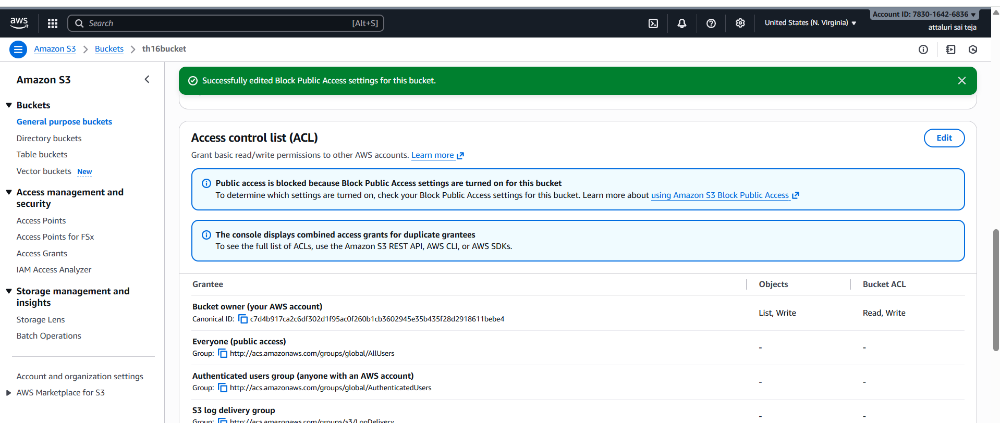 aws
Search
[Alt+S]
United States (N. Virginia)
Account ID: 7830-1642-6836
attaluri sai teja
Amazon S3
Buckets
th16bucket
Amazon S3
Buckets
General purpose buckets
Directory buckets
Table buckets
Vector buckets New
Access management and
security
Access Points
Access Points for FSx
Access Grants
IAM Access Analyzer
Storage management and
insights
Storage Lens
Batch Operations
Account and organization settings
AWS Marketplace for S3
Successfully edited Block Public Access settings for this bucket.
Access control list (ACL)
Edit
Grant basic read/write permissions to other AWS accounts. Learn more
Public access is blocked because Block Public Access settings are turned on for this bucket
To determine which settings are turned on, check your Block Public Access settings for this bucket. Learn more about using Amazon S3 Block Public Access
The console displays combined access grants for duplicate grantees
To see the full list of ACLs, use the Amazon S3 REST API, AWS CLI, or AWS SDKs.
Grantee Objects Bucket ACL
Bucket owner (your AWS account)
Canonical ID: c7d4b917ca2c6df302d1f95ac0f260b1cb3602945e35b435f28d2918611bebe4
List, Write Read, Write
Everyone (public access)
Group: http://acs.amazonaws.com/groups/global/AllUsers
- -
Authenticated users group (anyone with an AWS account)
Group: http://acs.amazonaws.com/groups/global/AuthenticatedUsers
- -
S3 log delivery group
Group: http://acs.amazonaws.com/groups/s3/LogDelivery
- -